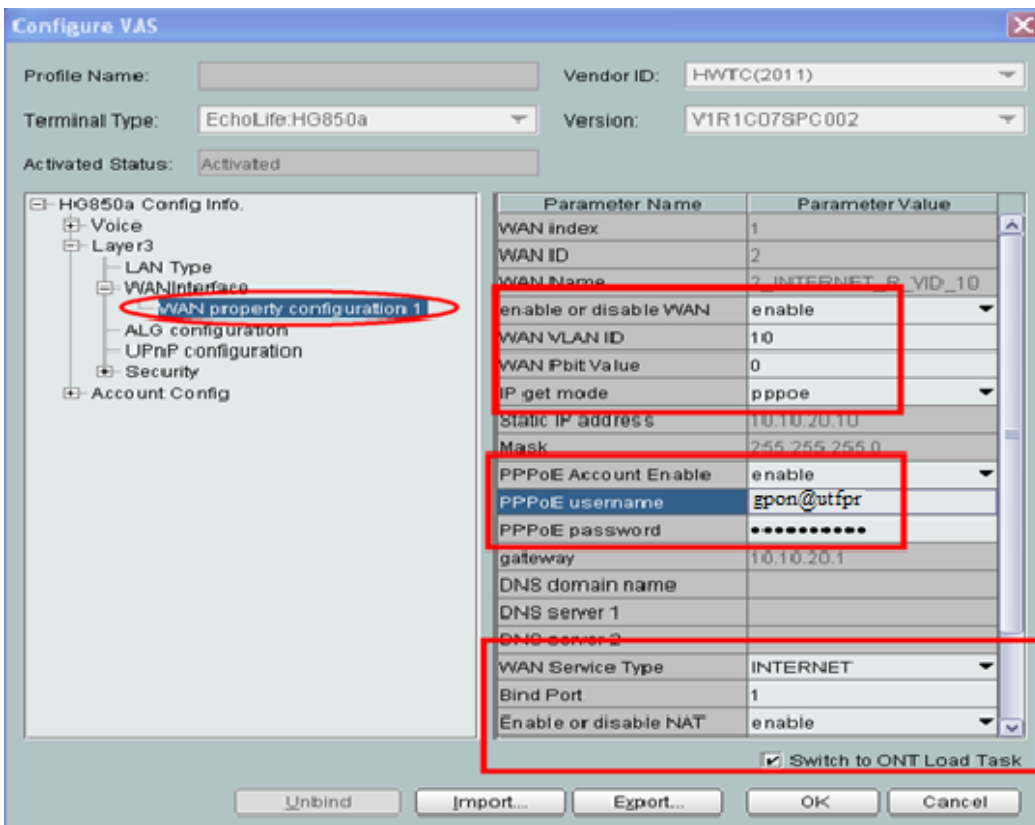 Configure VAS
Profile Name:
Vendor ID: HWTC(2011)
Terminal Type: EchoLife:HG850a
Version: V1R1C07SPC002
Activated Status: Activated
HG850a Config Info.
Voice
Layer3
LAN Type
WANInterface
WAN property configuration 1
ALG configuration
UPnP configuration
Security
Account Config
Parameter Name Parameter Value
WAN index 1
WAN ID 2
WAN Name 2_INTERNET_R_VID_10
enable or disable WAN enable
WAN VLAN ID 10
WAN Pbit Value 0
IP get mode pppoe
Static IP address 10.10.20.10
Mask 255.255.255.0
PPPoE Account Enable enable
PPPoE username gpon@utfpr
PPPoE password ••••••••••
gateway 10.10.20.1
DNS domain name
DNS server 1
DNS server 2
WAN Service Type INTERNET
Bind Port 1
Enable or disable NAT enable
Switch to ONT Load Task
Unbind Import... Export... OK Cancel